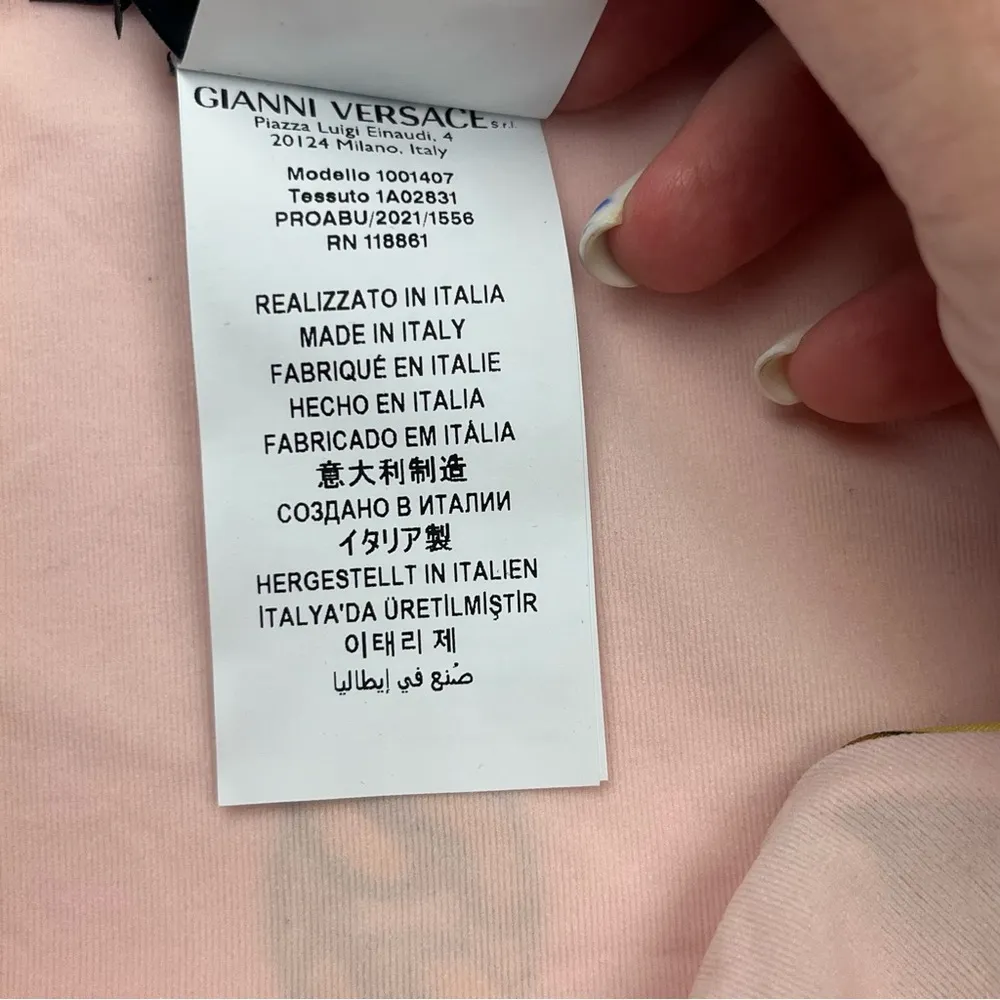 GIANNI VERSACE s.r.l.
Piazza Luigi Einaudi, 4
20124 Milano, Italy
Modello 1001407
Tessuto 1A02831
PROABU/2021/1556
RN 118861
REALIZZATO IN ITALIA
MADE IN ITALY
FABRIQUÉ EN ITALIE
HECHO EN ITALIA
FABRICADO EM ITÁLIA
意大利制造
СОЗДАНО В ИТАЛИИ
イタリア製
HERGESTELLT IN ITALIEN
İTALYA'DA ÜRETİLMİŞTİR
이태리 제
صُنع في إيطاليا